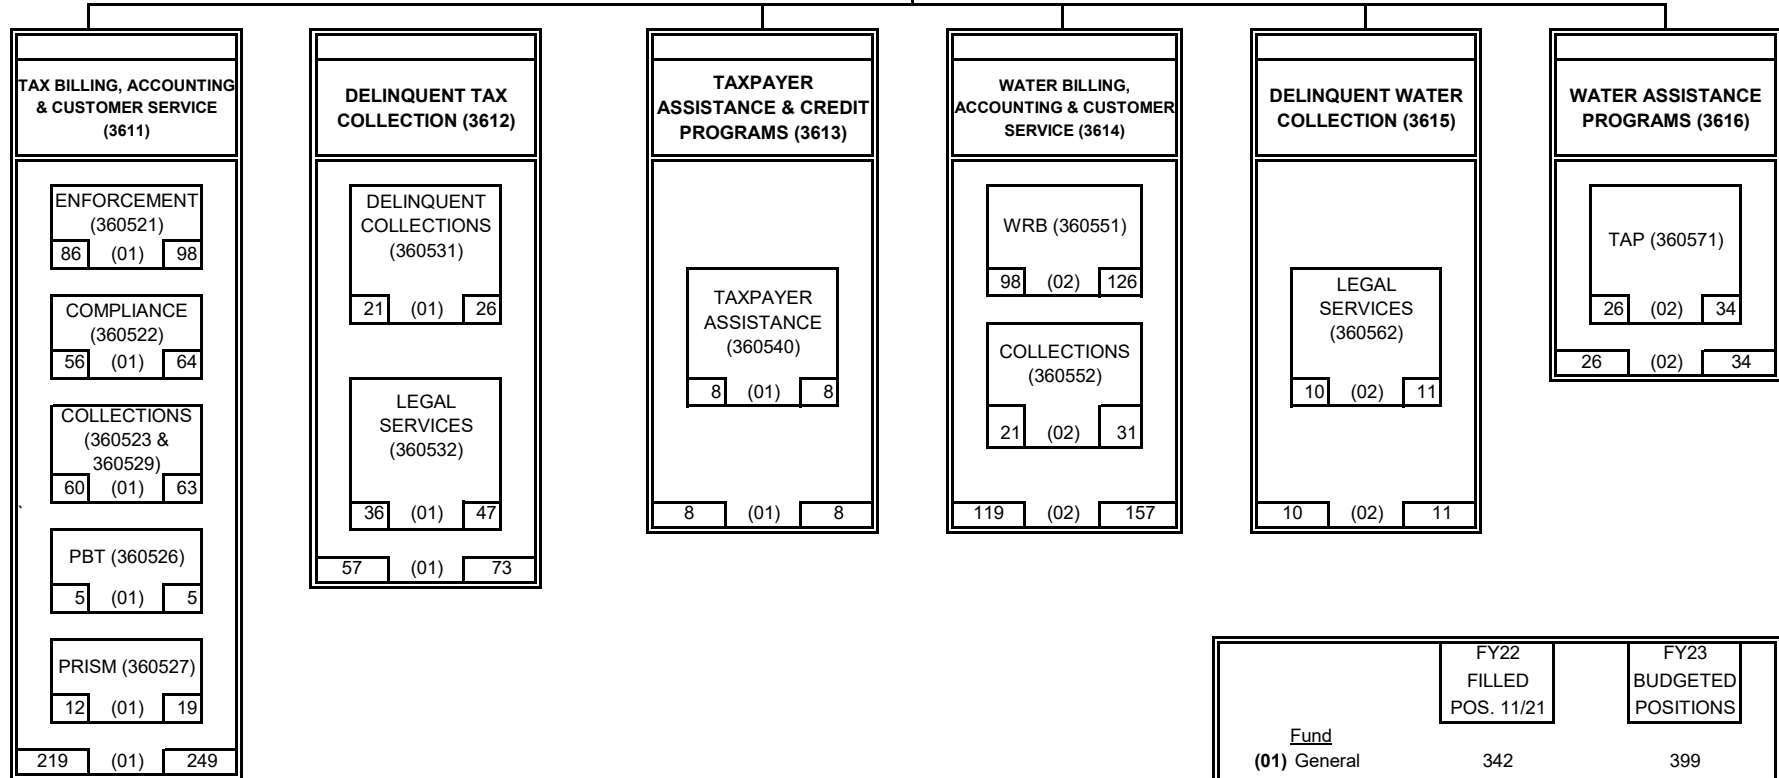 TAX BILLING, ACCOUNTING
& CUSTOMER SERVICE
(3611)
ENFORCEMENT
(360521)
86 (01) 98
COMPLIANCE
(360522)
56 (01) 64
COLLECTIONS
(360523 &
360529)
60 (01) 63
PBT (360526)
5 (01) 5
PRISM (360527)
12 (01) 19
219 (01) 249
DELINQUENT TAX
COLLECTION (3612)
DELINQUENT
COLLECTIONS
(360531)
21 (01) 26
LEGAL
SERVICES
(360532)
36 (01) 47
57 (01) 73
TAXPAYER
ASSISTANCE & CREDIT
PROGRAMS (3613)
TAXPAYER
ASSISTANCE
(360540)
8 (01) 8
8 (01) 8
WATER BILLING,
ACCOUNTING & CUSTOMER
SERVICE (3614)
WRB (360551)
98 (02) 126
COLLECTIONS
(360552)
21 (02) 31
119 (02) 157
DELINQUENT WATER
COLLECTION (3615)
LEGAL
SERVICES
(360562)
10 (02) 11
10 (02) 11
WATER ASSISTANCE
PROGRAMS (3616)
TAP (360571)
26 (02) 34
26 (02) 34
FY22
FILLED
POS. 11/21
FY23
BUDGETED
POSITIONS
Fund
(01) General 342 399